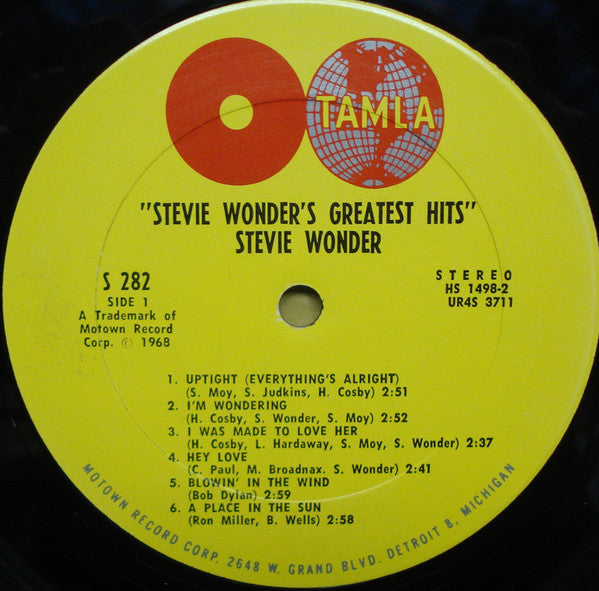 TAMLA
"STEVIE WONDER'S GREATEST HITS"
STEVIE WONDER
S 282
SIDE 1
A Trademark of
Motown Record
Corp. © 1968
STEREO
HS 1498-2
UR4S 3711
1. UPTIGHT (EVERYTHING'S ALRIGHT)
(S. Moy, S. Judkins, H. Cosby) 2:51
2. I'M WONDERING
(H. Cosby, S. Wonder, S. Moy) 2:52
3. I WAS MADE TO LOVE HER
(H. Cosby, L. Hardaway, S. Moy, S. Wonder) 2:37
4. HEY LOVE
(C. Paul, M. Broadnax. S. Wonder) 2:41
5. BLOWIN' IN THE WIND
(Bob Dylan) 2:59
6. A PLACE IN THE SUN
(Ron Miller, B. Wells) 2:58
MOTOWN RECORD CORP. 2648 W. GRAND BLVD. DETROIT 8, MICHIGAN